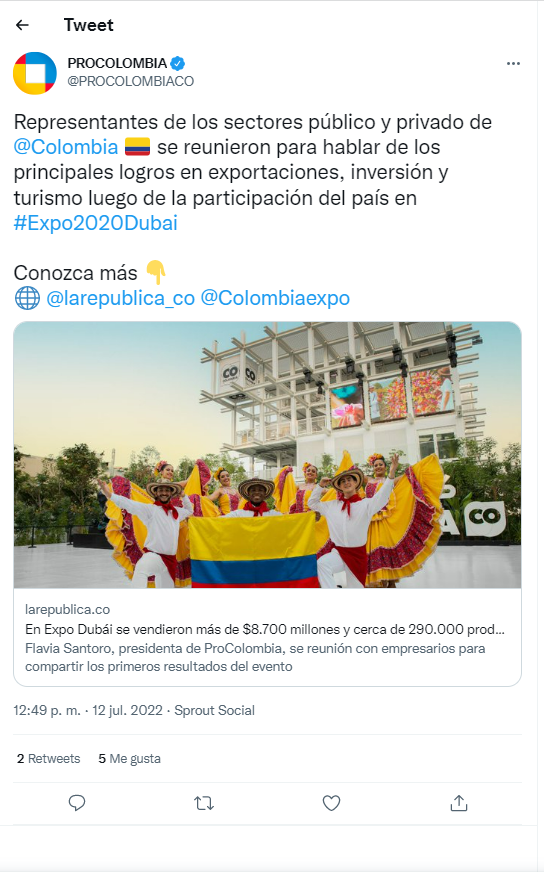 Tweet
PROCOLOMBIA
@PROCOLOMBIACO
Representantes de los sectores público y privado de
@Colombia 🇨🇴 se reunieron para hablar de los
principales logros en exportaciones, inversión y
turismo luego de la participación del país en
#Expo2020Dubai
Conozca más 👇
🌐 @larepublica_co @Colombiaexpo
CO
CO
S
A CO
larepublica.co
En Expo Dubái se vendieron más de $8.700 millones y cerca de 290.000 prod...
Flavia Santoro, presidenta de ProColombia, se reunión con empresarios para
compartir los primeros resultados del evento
12:49 p. m. · 12 jul. 2022 · Sprout Social
2 Retweets 5 Me gusta